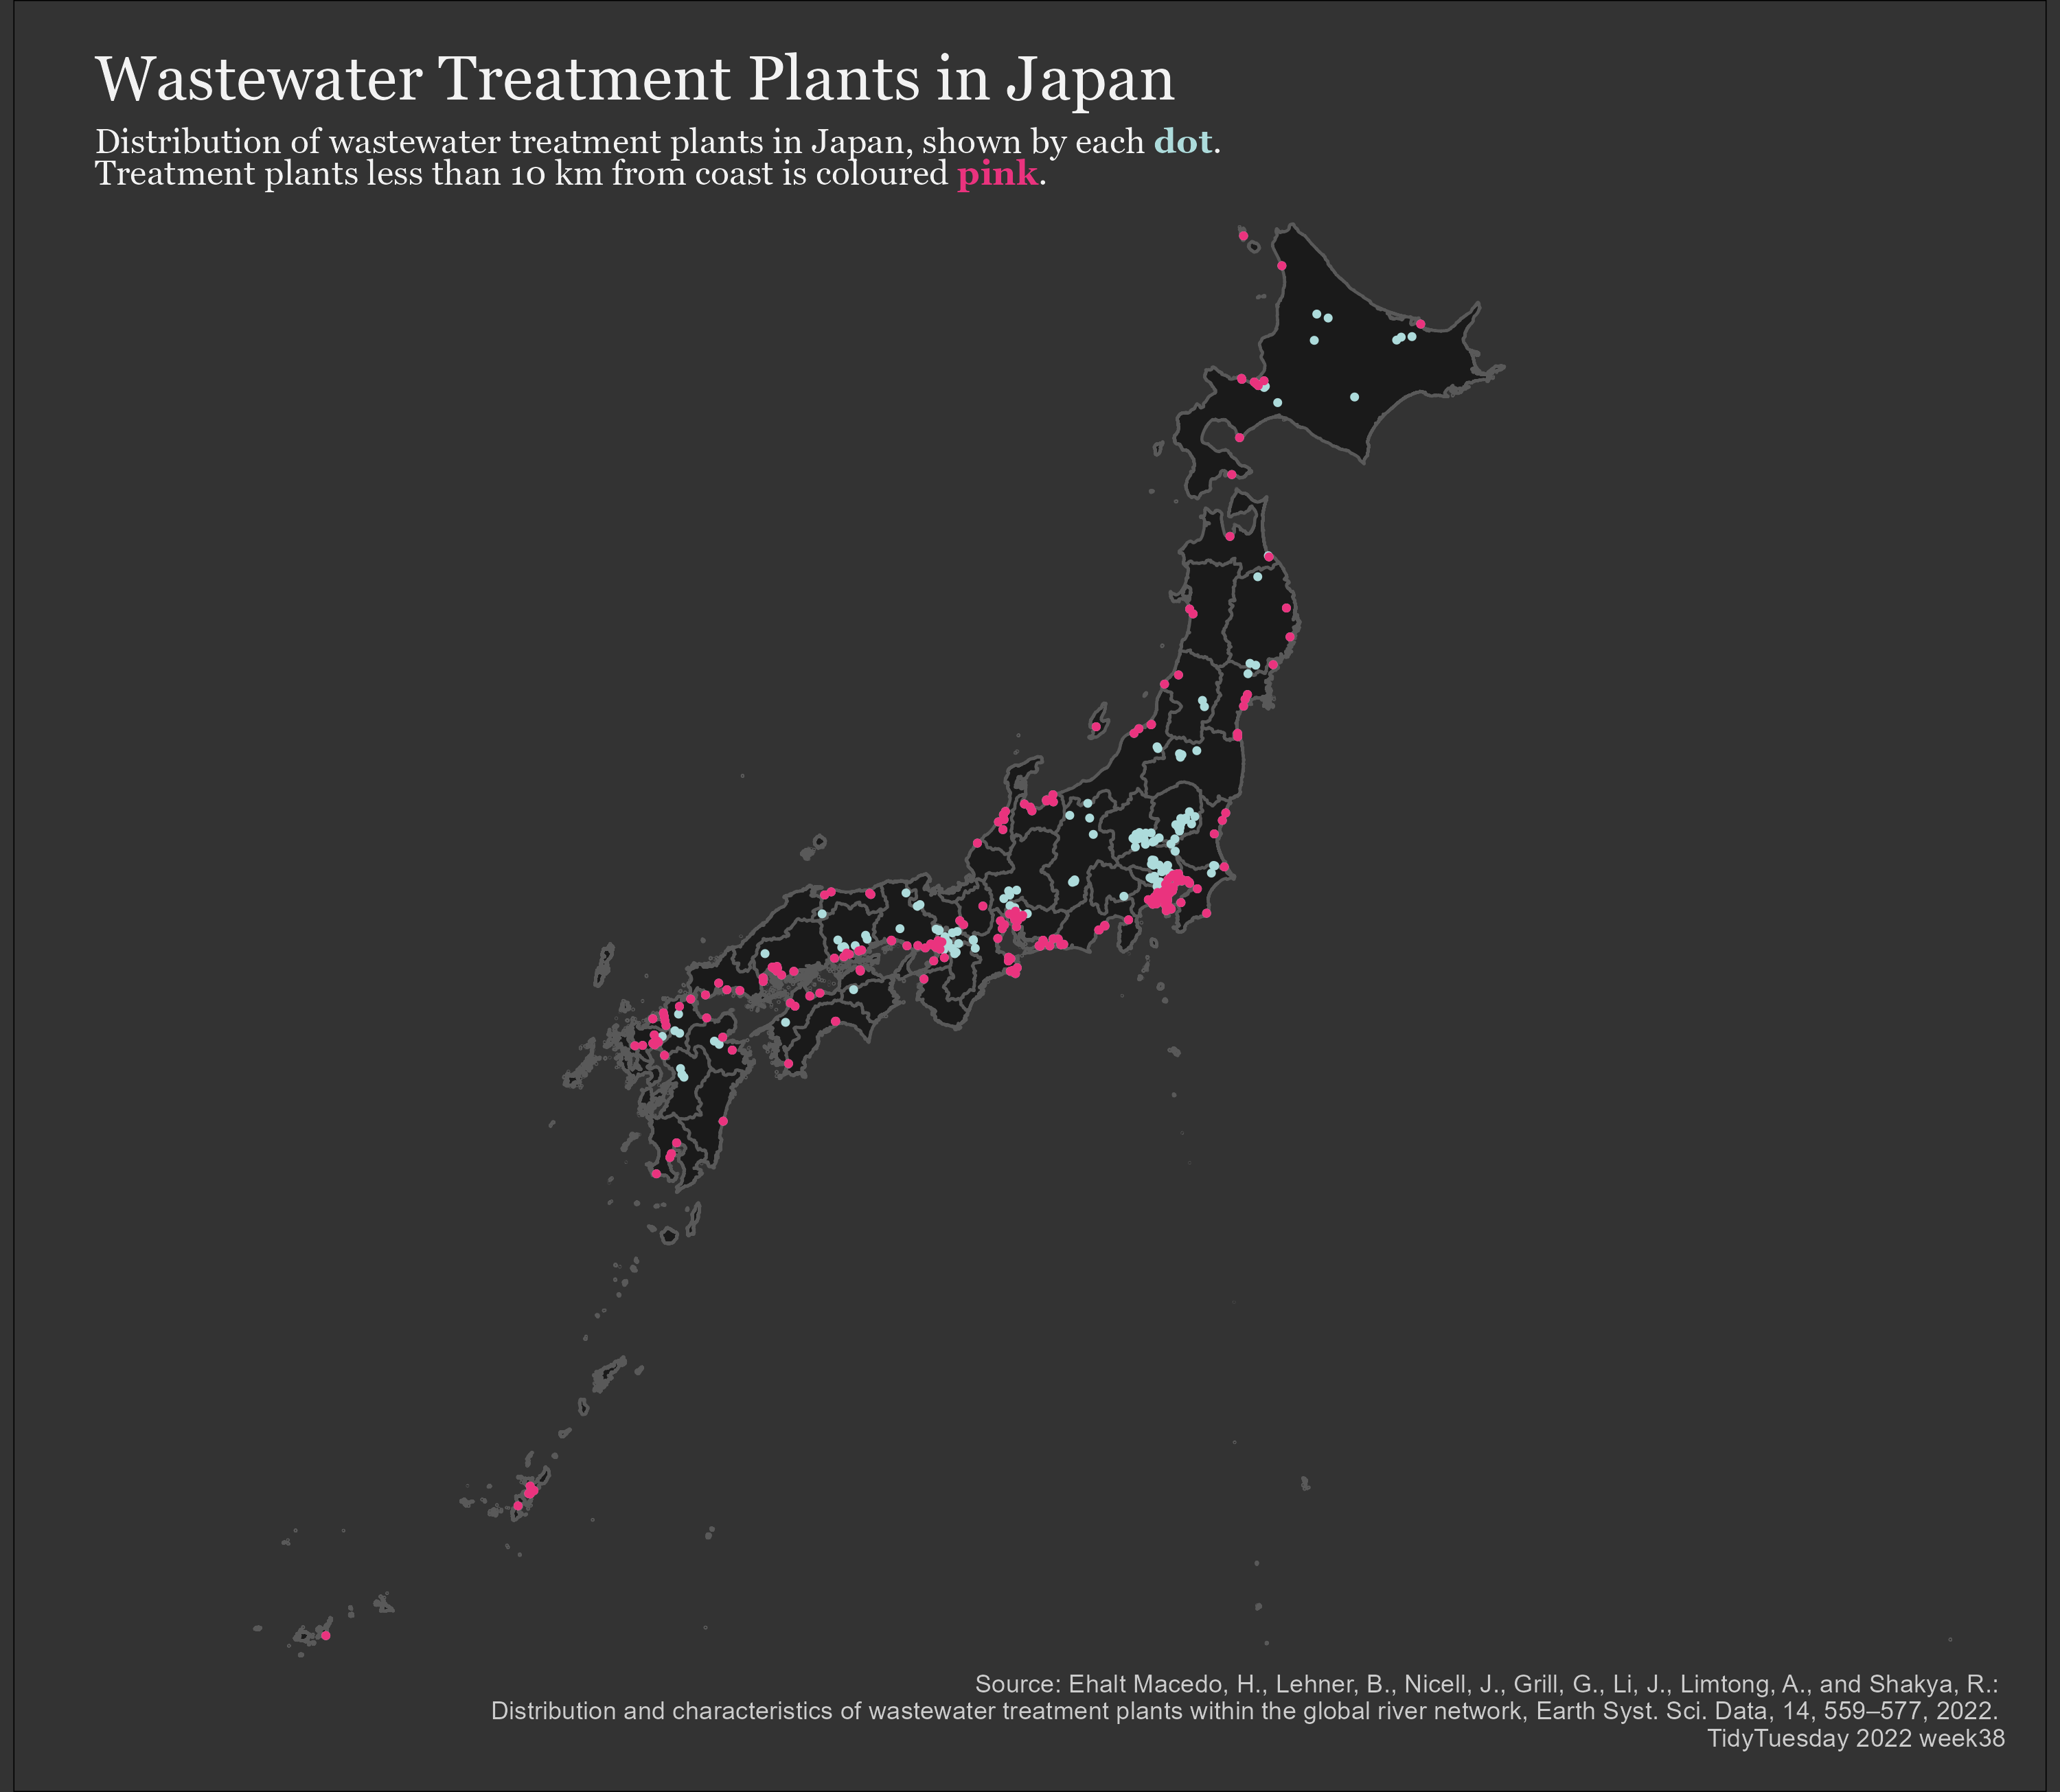 Wastewater Treatment Plants in Japan
Distribution of wastewater treatment plants in Japan, shown by each dot.
Treatment plants less than 10 km from coast is coloured pink.
Source: Ehalt Macedo, H., Lehner, B., Nicell, J., Grill, G., Li, J., Limtong, A., and Shakya, R.:
Distribution and characteristics of wastewater treatment plants within the global river network, Earth Syst. Sci. Data, 14, 559–577, 2022.
TidyTuesday 2022 week38